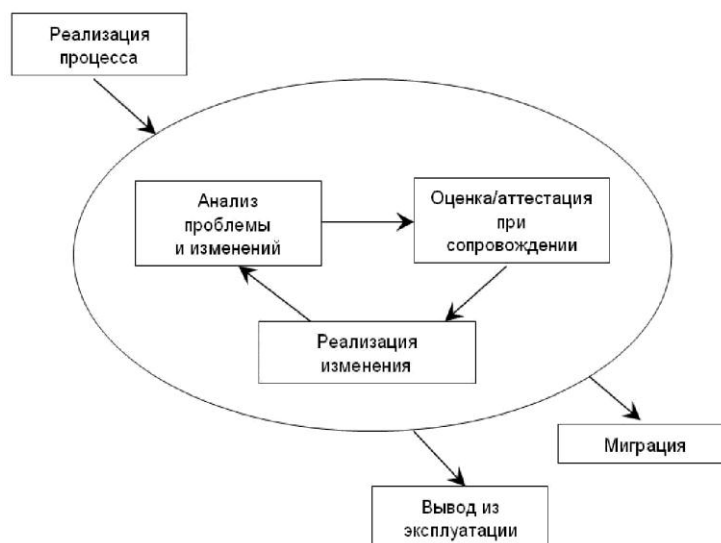 Реализация
процесса
Анализ
проблемы
и изменений
Оценка/аттестация
при
сопровождении
Реализация
изменения
Миграция
Вывод из
эксплуатации